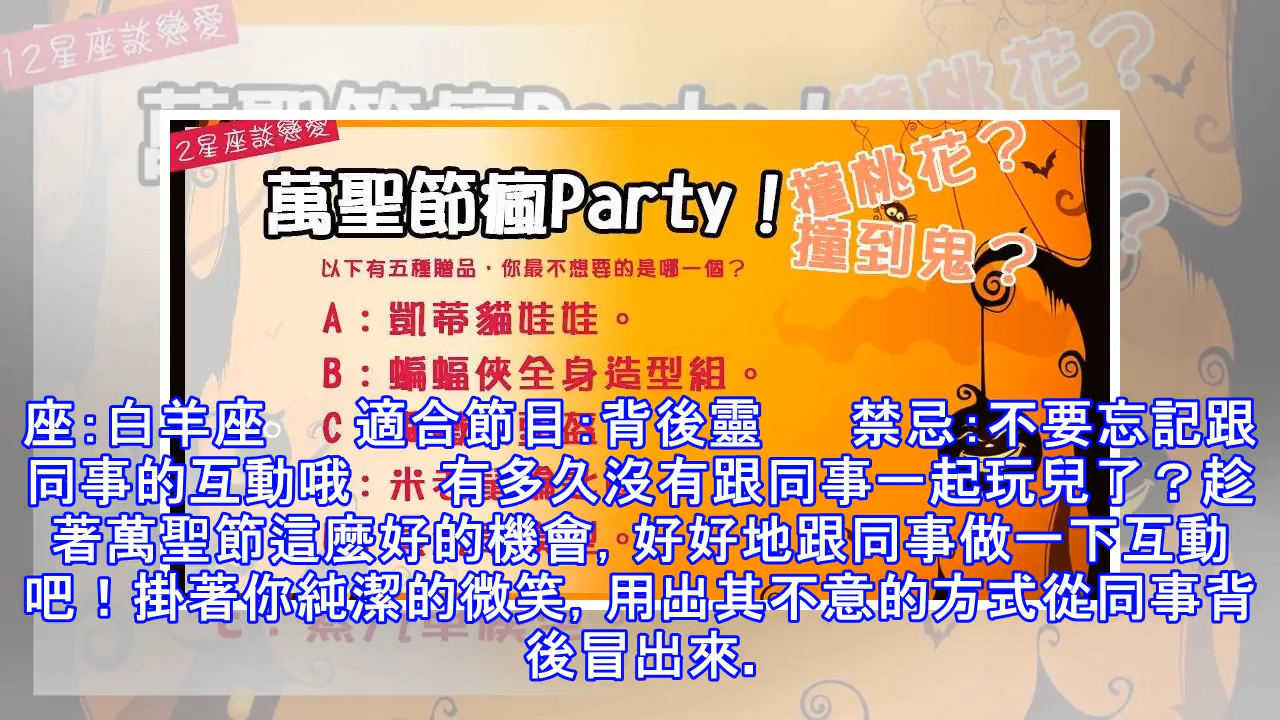 12星座談戀愛
2星座談戀愛
萬聖節瘋Party！
撞桃花？
撞到鬼？
以下有五種贈品，你最不想要的是哪一個？
A：凱蒂貓娃娃。
B：蝙蝠俠全身造型組。
座:白羊座。 適合節目:背後靈 禁忌:不要忘記跟
同事的互動哦 有多久沒有跟同事一起玩兒了？趁
著萬聖節這麼好的機會,好好地跟同事做一下互動
吧！掛著你純潔的微笑,用出其不意的方式從同事背
後冒出來.